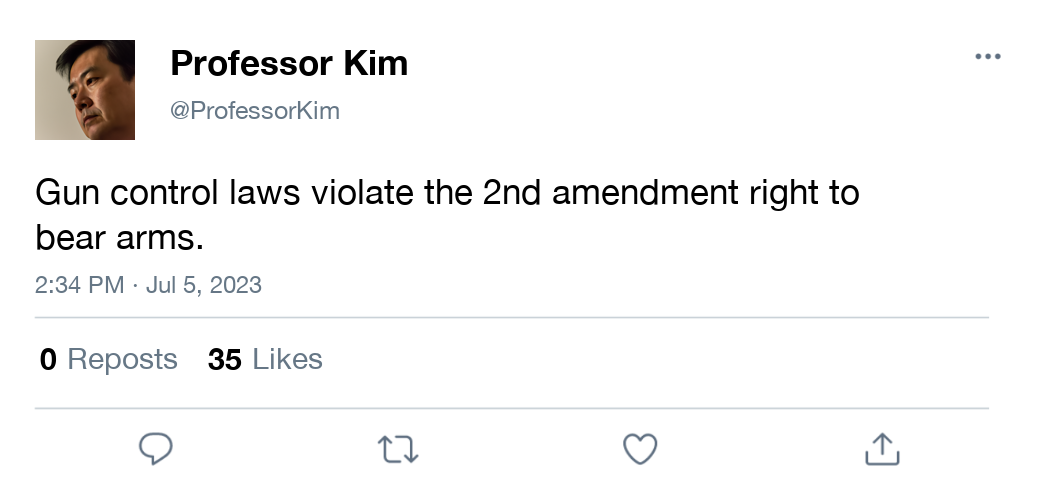 Professor Kim
@ProfessorKim
Gun control laws violate the 2nd amendment right to
bear arms.
2:34 PM · Jul 5, 2023
0 Reposts 35 Likes